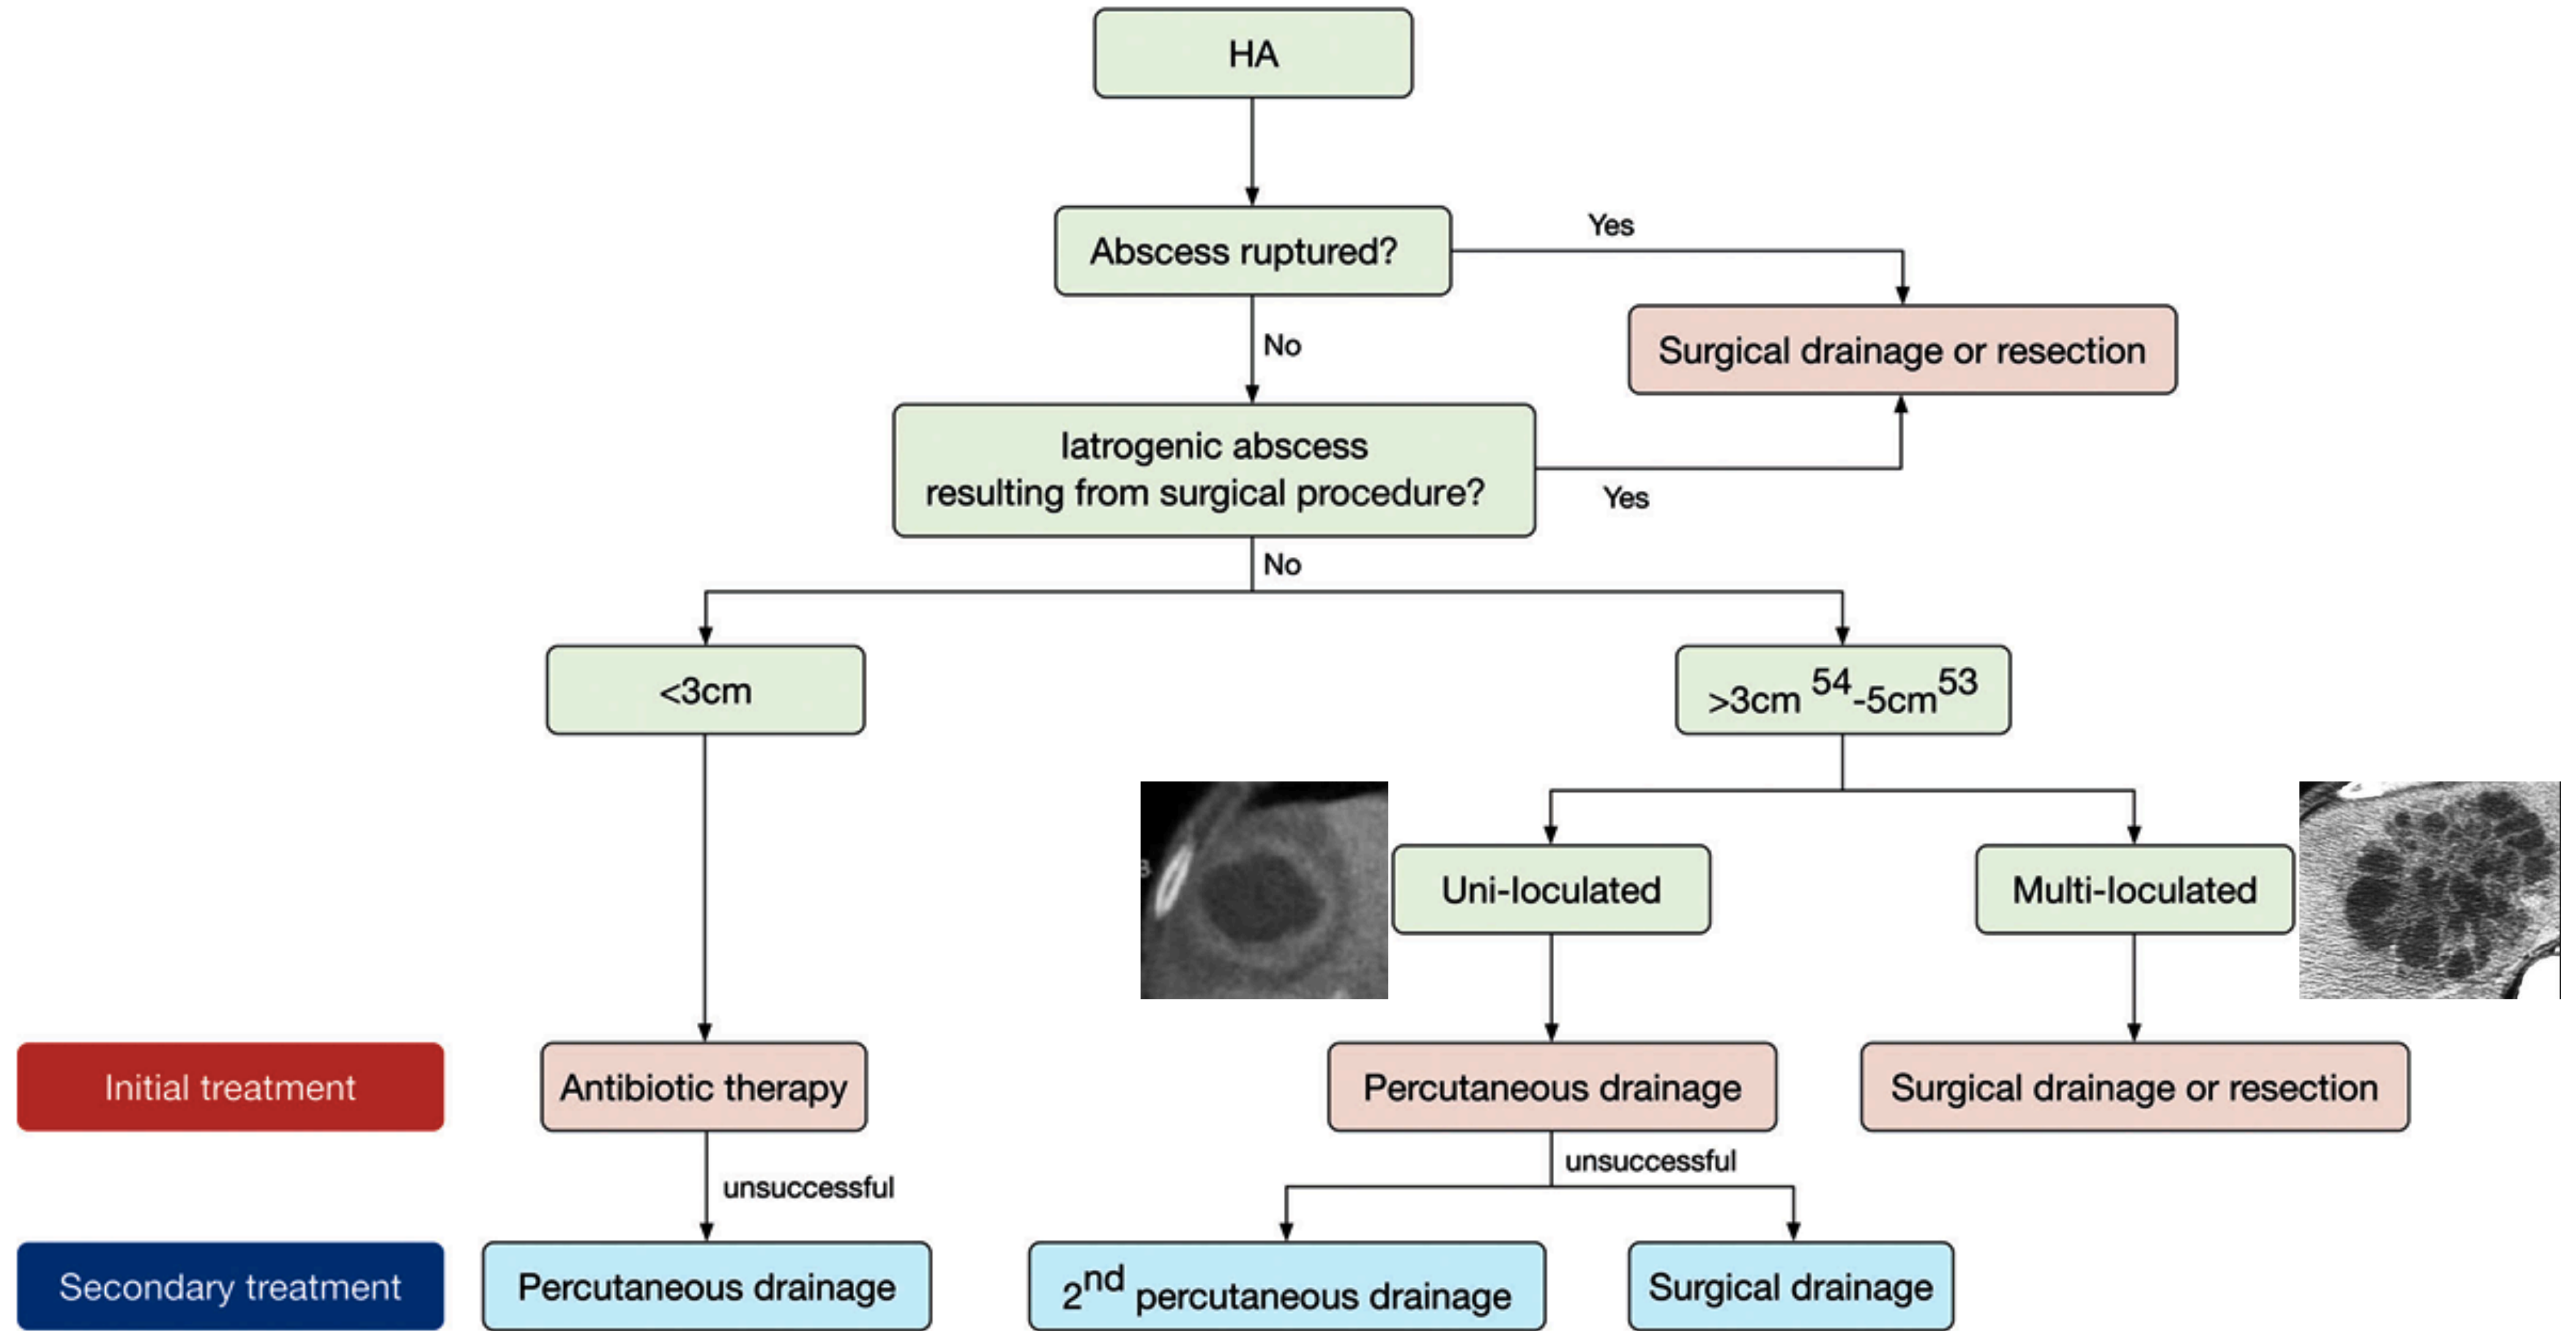 HA
Abscess ruptured?
Yes
No
Surgical drainage or resection
Iatrogenic abscess
resulting from surgical procedure?
Yes
No
<3cm
>3cm 54-5cm53
Uni-loculated
Multi-loculated
Initial treatment
Antibiotic therapy
Percutaneous drainage
Surgical drainage or resection
unsuccessful
unsuccessful
Secondary treatment
Percutaneous drainage
2nd percutaneous drainage
Surgical drainage